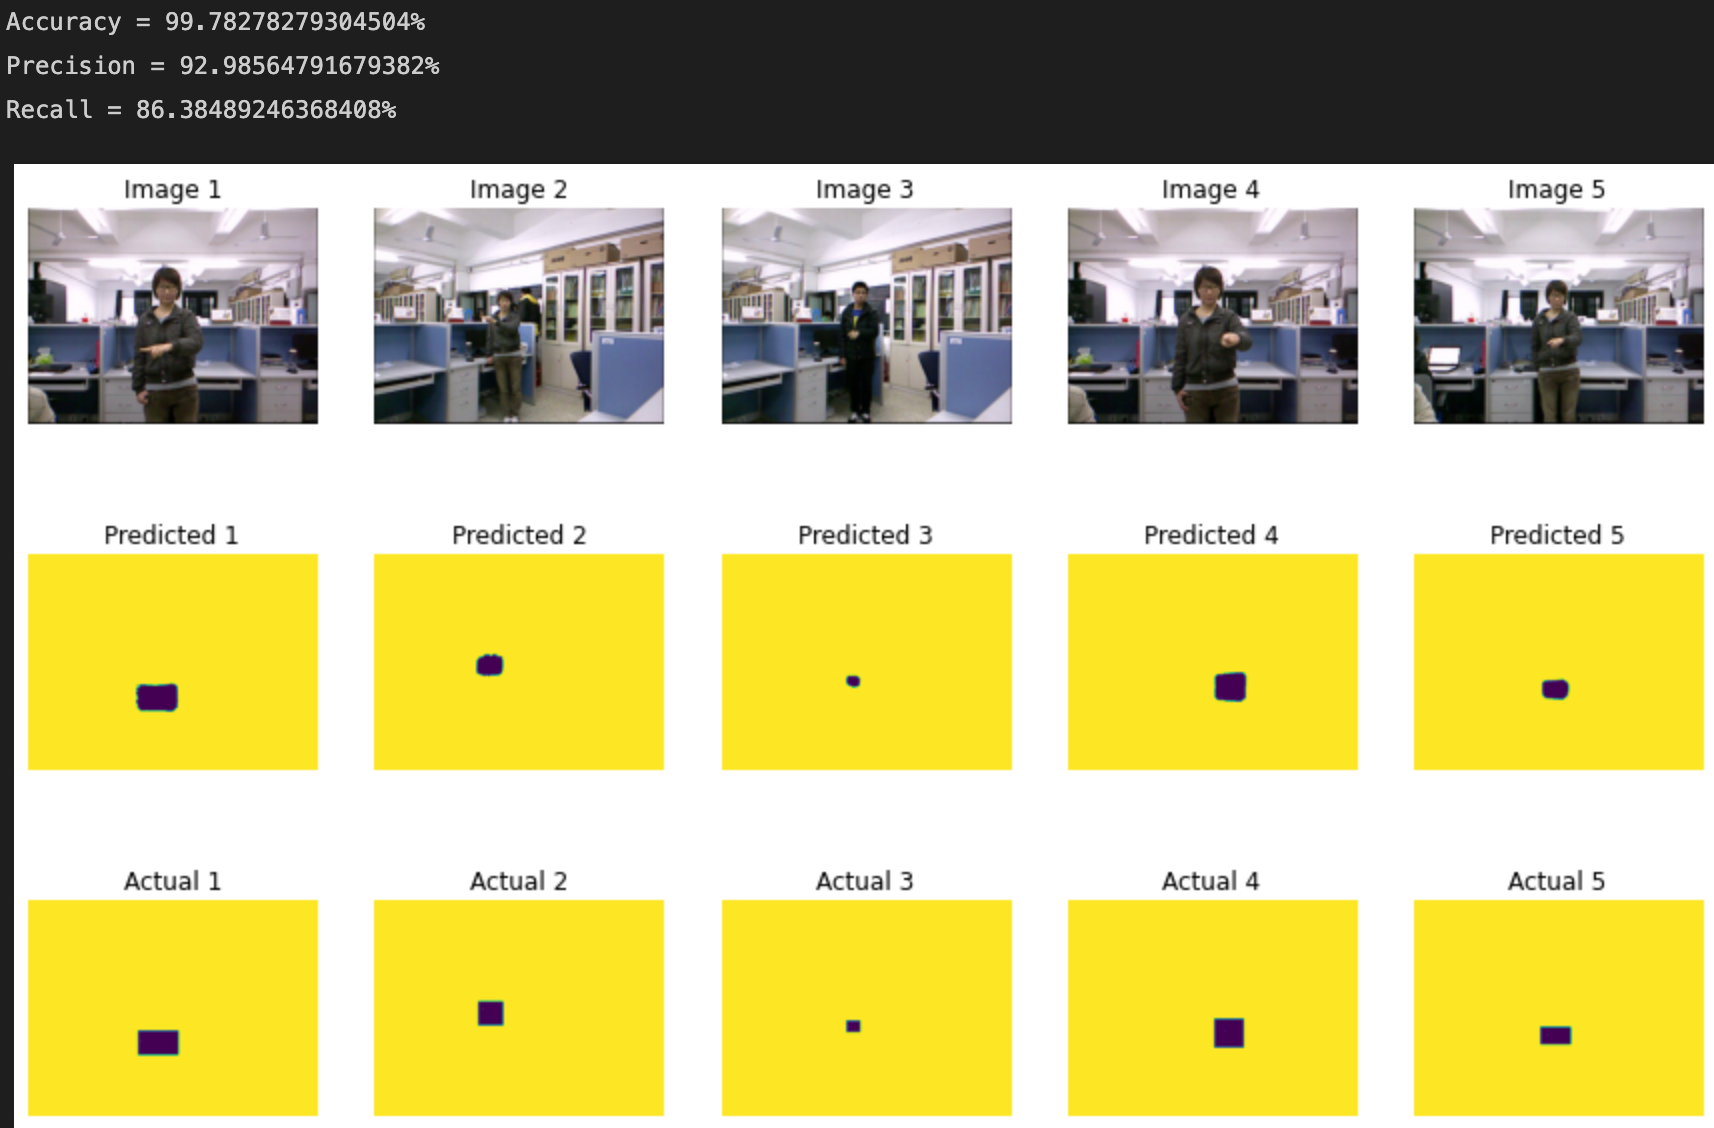 Accuracy = 99.78278279304504%
Precision = 92.98564791679382%
Recall = 86.38489246368408%
Image 1 Image 2 Image 3 Image 4 Image 5
Predicted 1 Predicted 2 Predicted 3 Predicted 4 Predicted 5
Actual 1 Actual 2 Actual 3 Actual 4 Actual 5